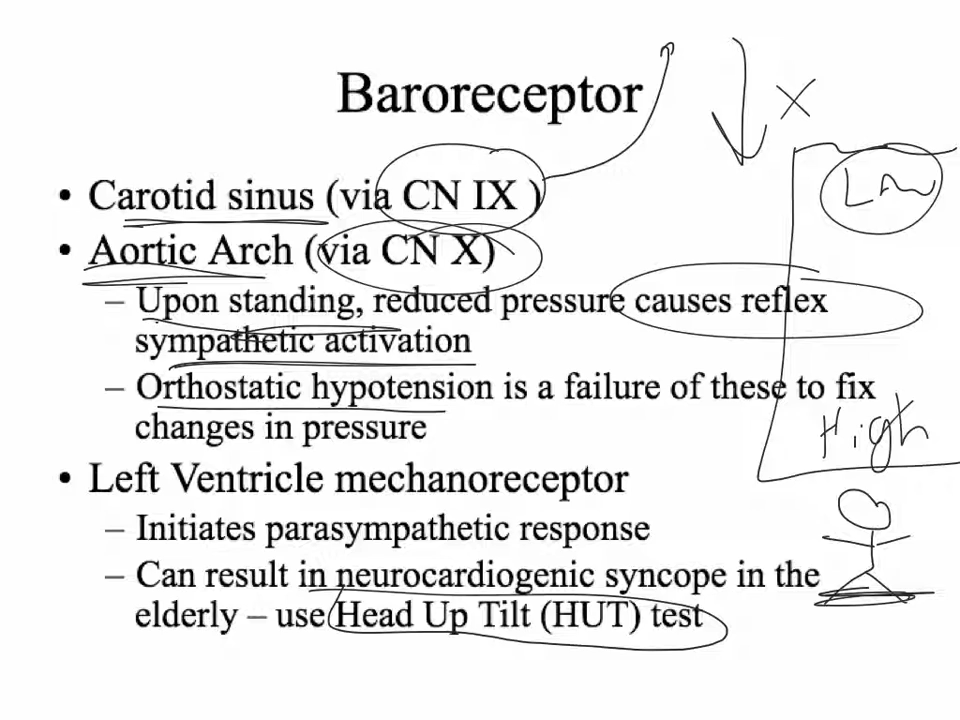 Baroreceptor
X
• Carotid sinus (via CN IX )
Law
• Aortic Arch (via CN X)
– Upon standing, reduced pressure causes reflex
sympathetic activation
– Orthostatic hypotension is a failure of these to fix
changes in pressure
High
• Left Ventricle mechanoreceptor
– Initiates parasympathetic response
– Can result in neurocardiogenic syncope in the
elderly – use Head Up Tilt (HUT) test